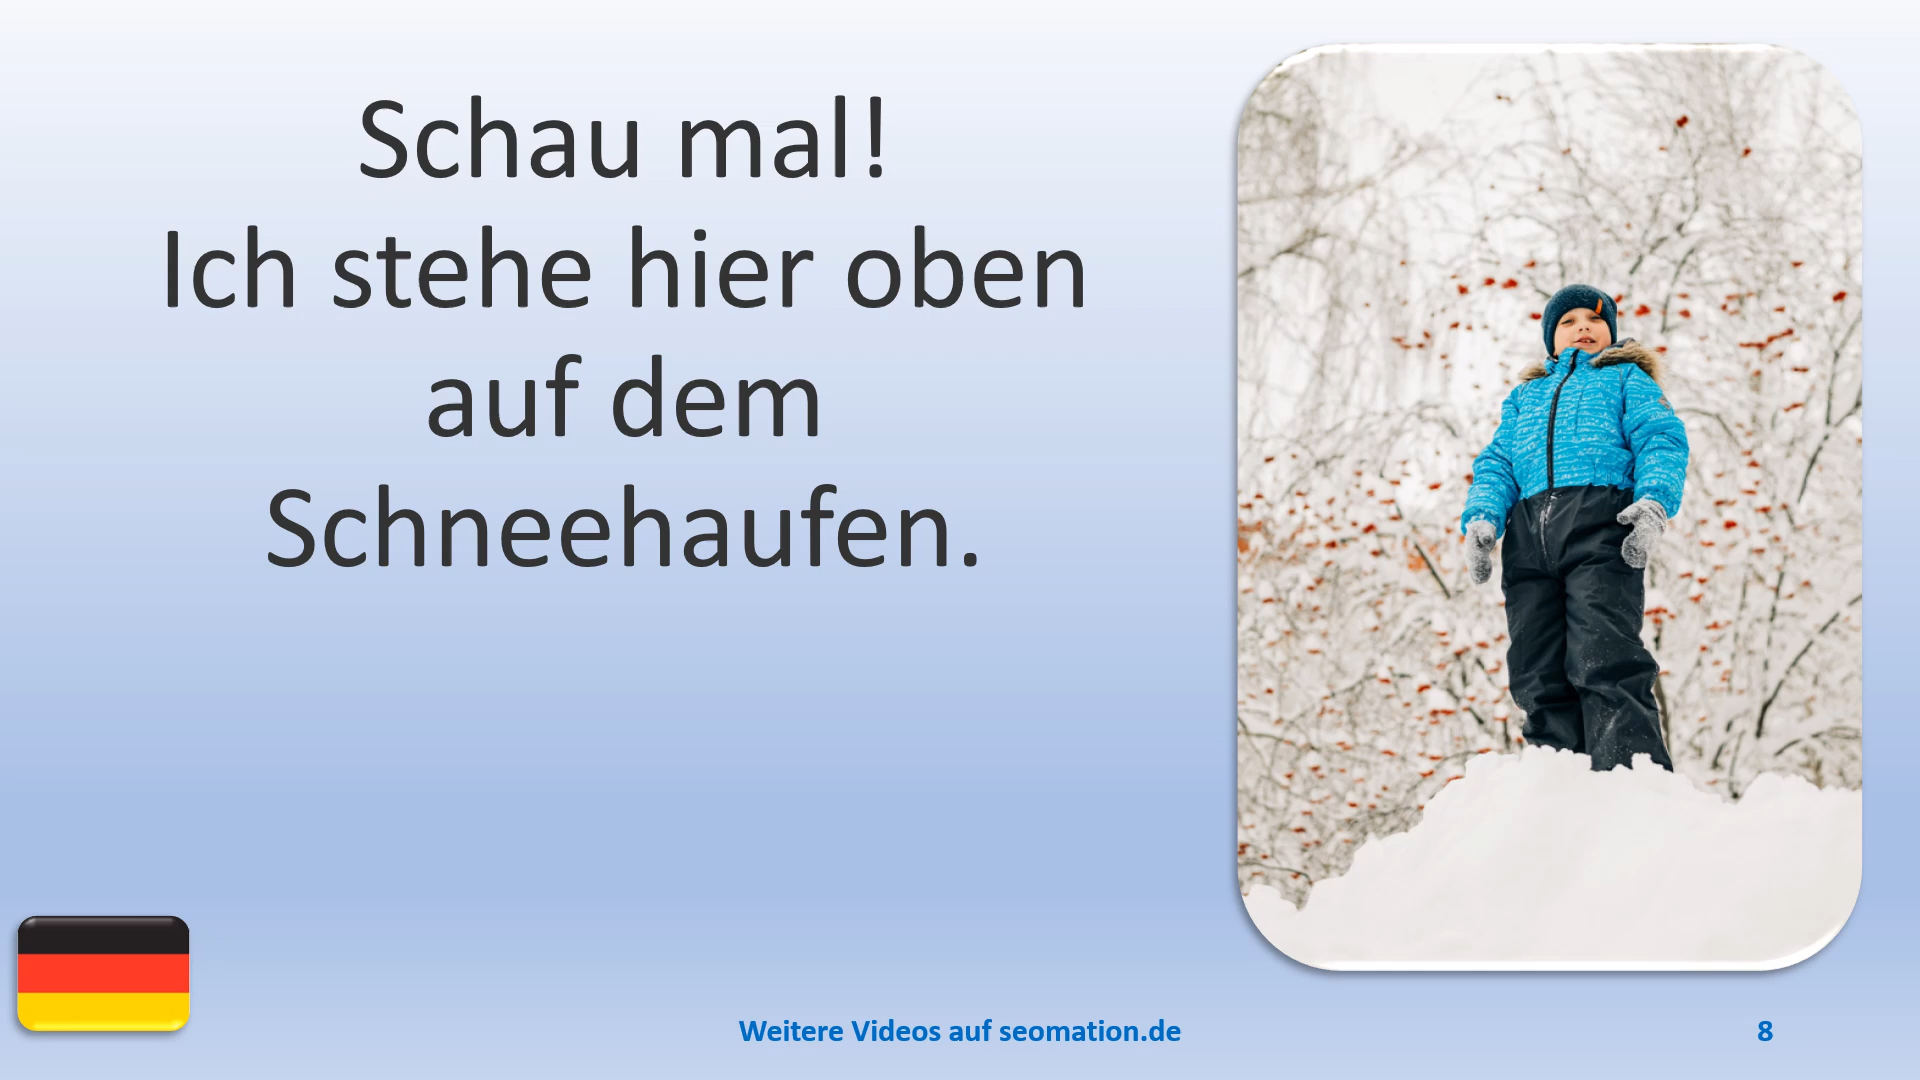 Schau mal!
Ich stehe hier oben
auf dem
Schneehaufen.
Weitere Videos auf seomation.de
8